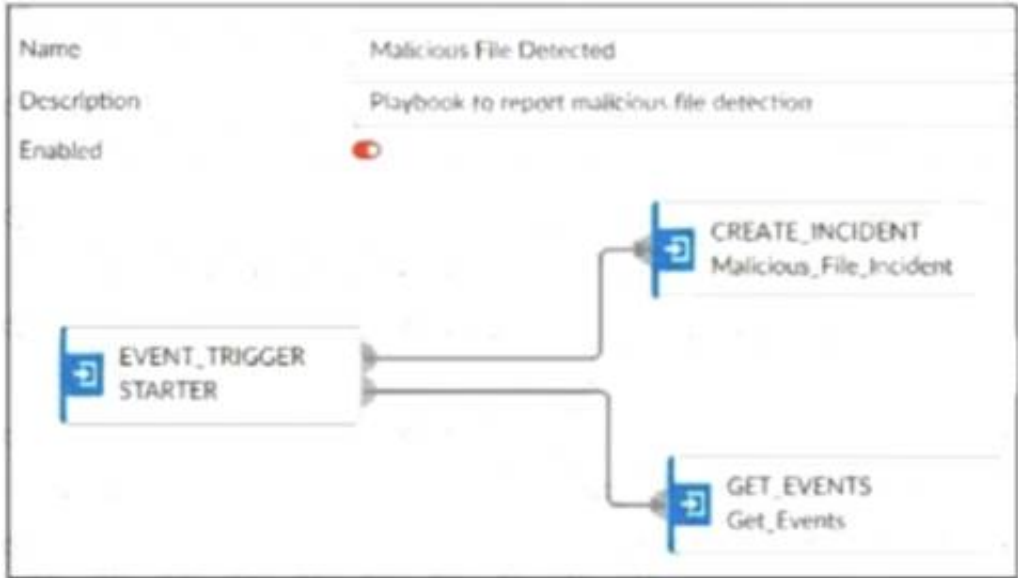 Name Malicious File Detected
Description Playbook to report malicious file detection
Enabled
CREATE_INCIDENT
Malicious_File_Incident
EVENT_TRIGGER
STARTER
GET_EVENTS
Get_Events